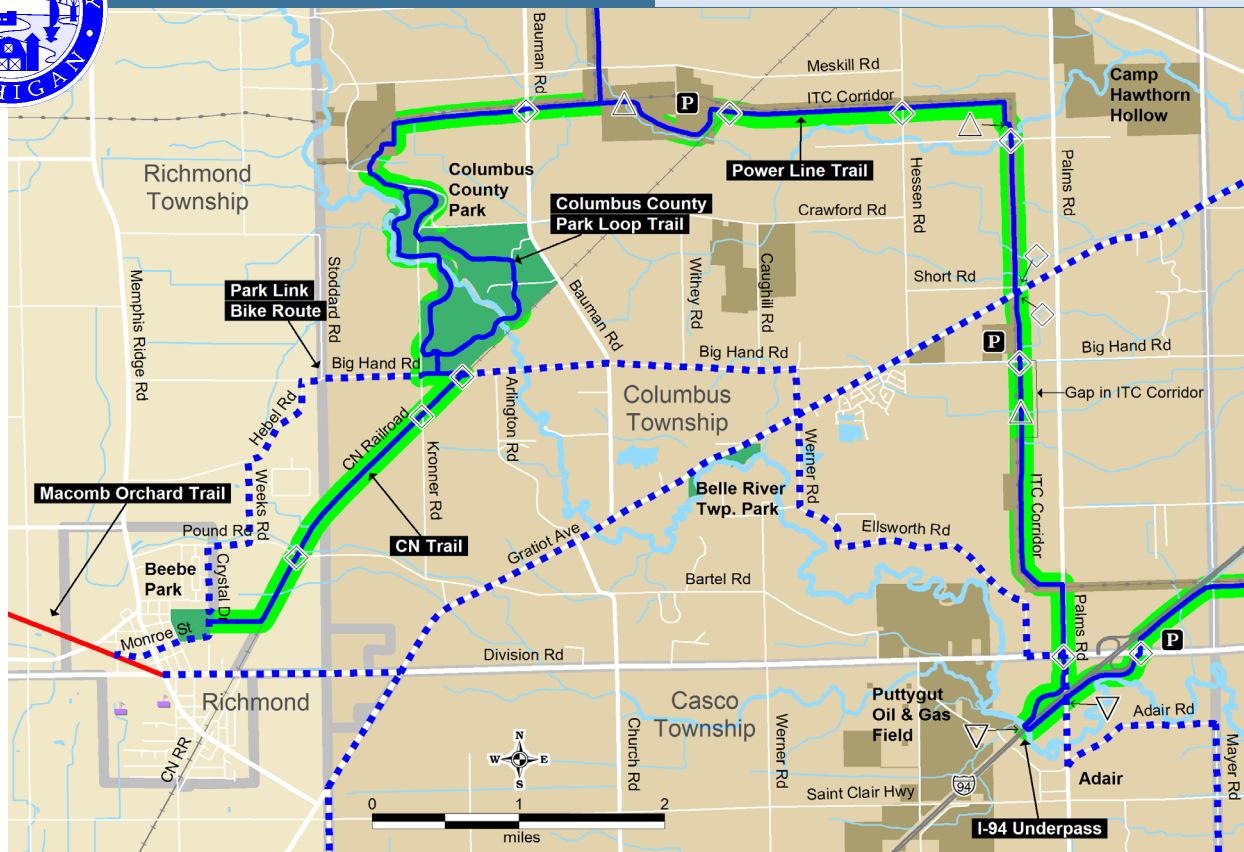 HIGAN
Bauman Rd
Meskill Rd
ITC Corridor
P
Camp
Hawthorn
Hollow
Power Line Trail
Richmond
Township
Columbus
County
Park
Columbus County
Park Loop Trail
Hessen Rd
Palms Rd
Crawford Rd
Withey Rd
Caughill Rd
Short Rd
Memphis Ridge Rd
Stoddard Rd
Park Link
Bike Route
Bauman Rd
P
Big Hand Rd
Big Hand Rd
Big Hand Rd
Gap in ITC Corridor
Hebel Rd
Arlington Rd
Columbus
Township
CN Railroad
Kronner Rd
Werner Rd
Weeks Rd
Macomb Orchard Trail
Belle River
Twp. Park
ITC Corridor
Pound Rd
CN Trail
Gratiot Ave
Ellsworth Rd
Beebe
Park
Crystal Dr
Bartel Rd
Palms Rd
Monroe St
P
Division Rd
Richmond
Casco
Township
Puttygut
Oil & Gas
Field
Adair Rd
CN RR
Church Rd
Werner Rd
Mayer Rd
N
W
E
S
Adair
94
Saint Clair Hwy
0
1
2
miles
I-94 Underpass